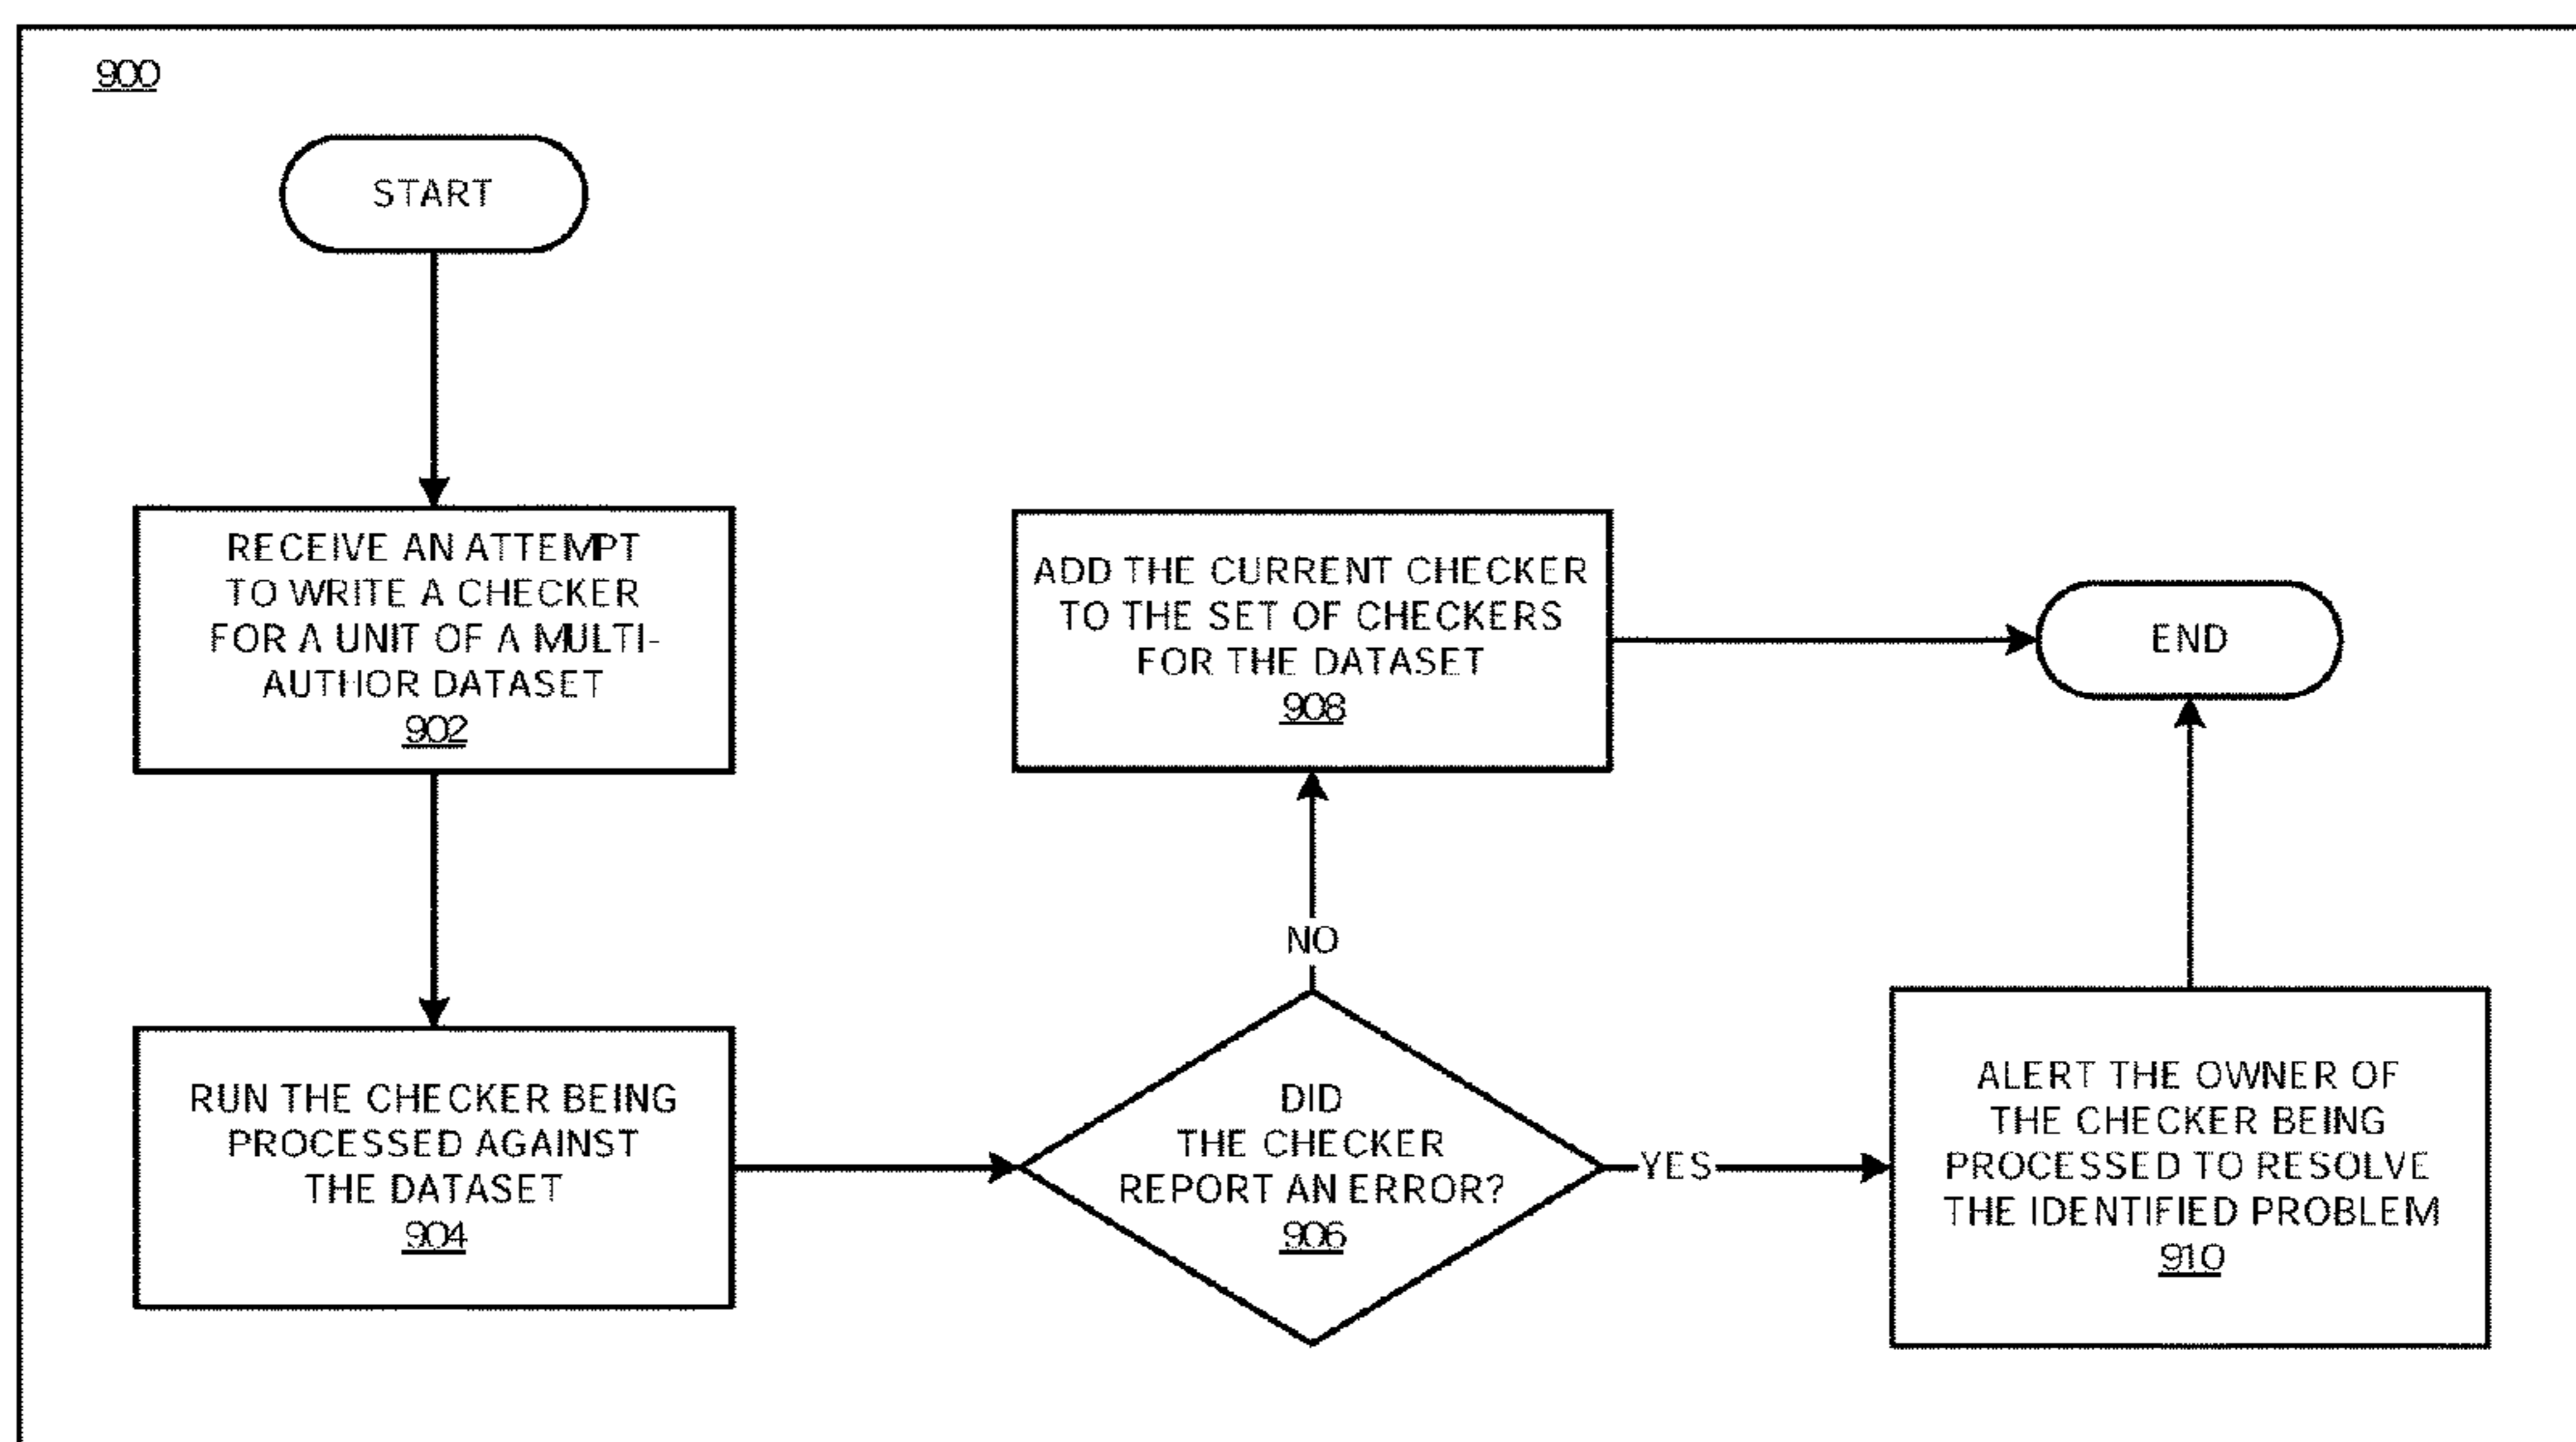 900
START
RECEIVE AN ATTEMPT
TO WRITE A CHECKER
FOR A UNIT OF A MULTI-
AUTHOR DATASET
902
RUN THE CHECKER BEING
PROCESSED AGAINST
THE DATASET
904
DID
THE CHECKER
REPORT AN ERROR?
906
NO
ADD THE CURRENT CHECKER
TO THE SET OF CHECKERS
FOR THE DATASET
908
YES
ALERT THE OWNER OF
THE CHECKER BEING
PROCESSED TO RESOLVE
THE IDENTIFIED PROBLEM
910
END